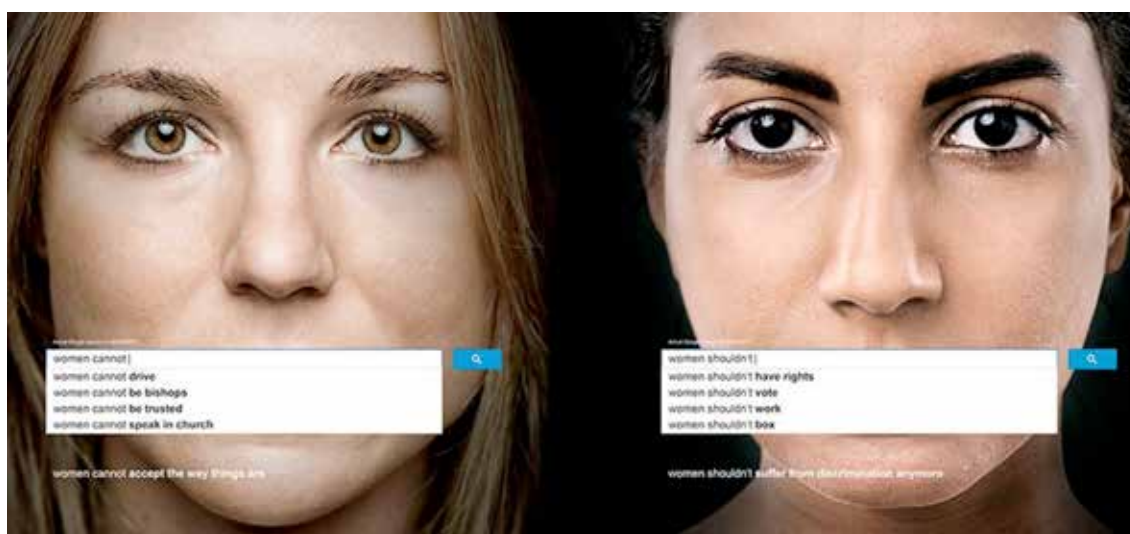 women cannot
women cannot drive
women cannot be bishops
women cannot be trusted
women cannot speak in church
women cannot accept the way things are
women shouldn't
women shouldn't have rights
women shouldn't vote
women shouldn't work
women shouldn't box
women shouldn't suffer from discrimination anymore